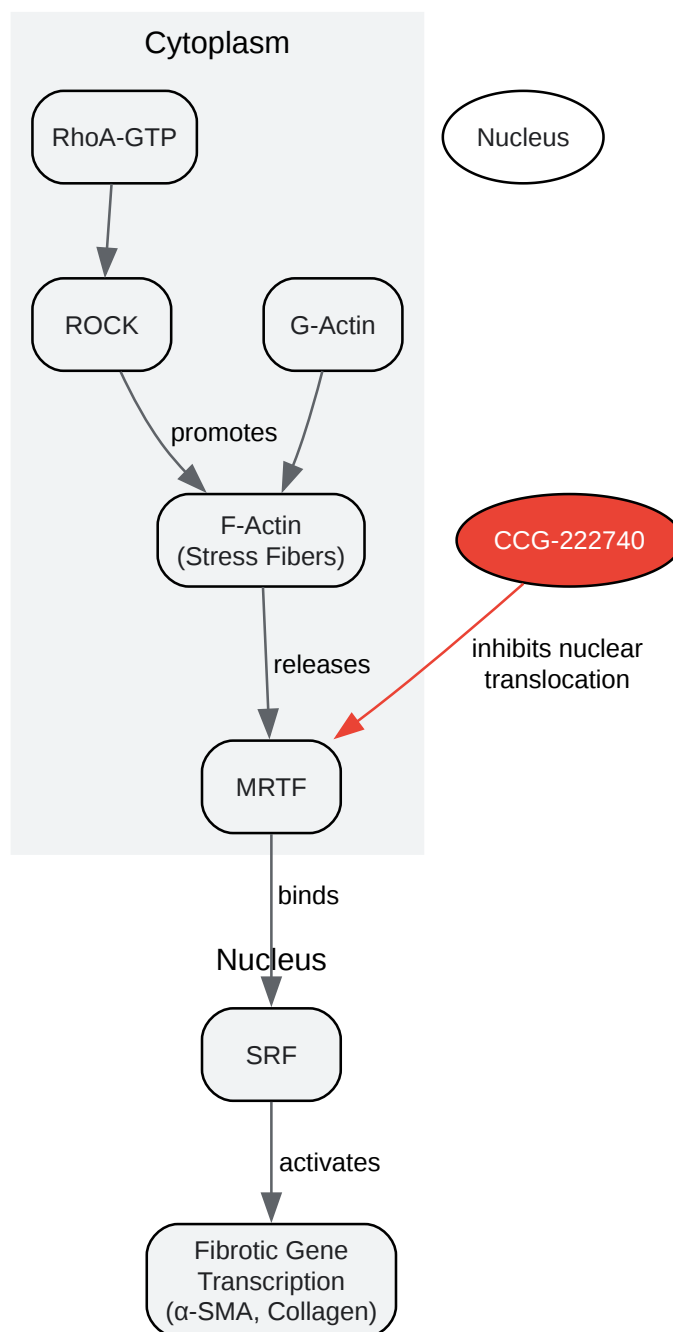 Cytoplasm
RhoA-GTP
Nucleus
ROCK
G-Actin
promotes
F-Actin
(Stress Fibers)
CCG-222740
releases
inhibits nuclear
translocation
MRTF
binds
Nucleus
SRF
activates
Fibrotic Gene
Transcription
(α-SMA, Collagen)